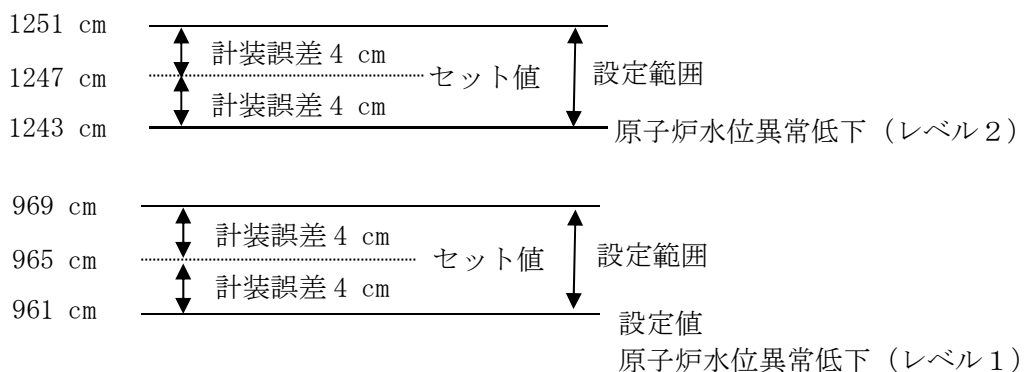 1251 cm
計装誤差4 cm
1247 cm
セット値
設定範囲
計装誤差4 cm
1243 cm
原子炉水位異常低下（レベル２）
969 cm
計装誤差4 cm
965 cm
セット値
設定範囲
計装誤差4 cm
961 cm
設定値
原子炉水位異常低下（レベル１）